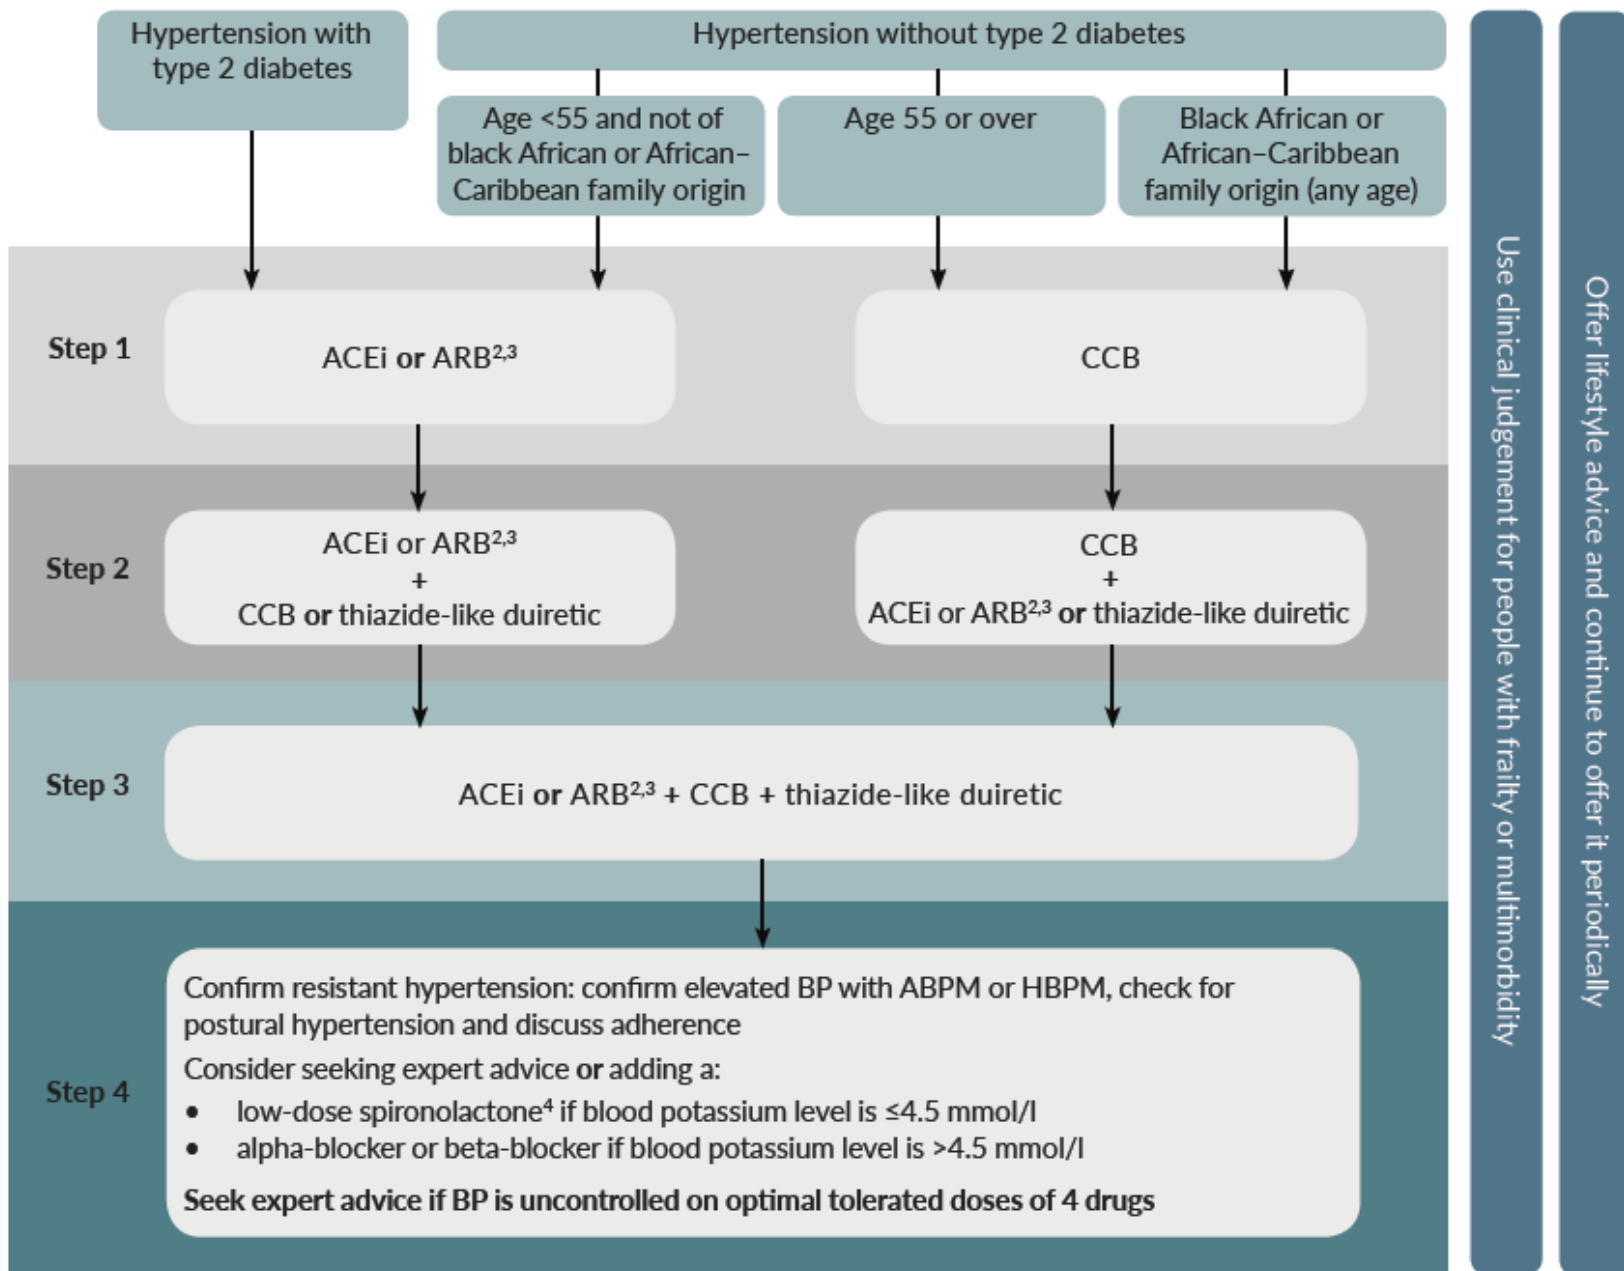 Hypertension with
type 2 diabetes
Hypertension without type 2 diabetes
Age <55 and not of
black African or African–
Caribbean family origin
Age 55 or over
Black African or
African–Caribbean
family origin (any age)
Step 1
ACEi or ARB²,³
CCB
Step 2
ACEi or ARB²,³
+
CCB or thiazide-like duiretic
CCB
+
ACEi or ARB²,³ or thiazide-like duiretic
Step 3
ACEi or ARB²,³ + CCB + thiazide-like duiretic
Step 4
Confirm resistant hypertension: confirm elevated BP with ABPM or HBPM, check for
postural hypertension and discuss adherence
Consider seeking expert advice or adding a:
• low-dose spironolactone⁴ if blood potassium level is ≤4.5 mmol/l
• alpha-blocker or beta-blocker if blood potassium level is >4.5 mmol/l
Seek expert advice if BP is uncontrolled on optimal tolerated doses of 4 drugs
Use clinical judgement for people with frailty or multimorbidity
Offer lifestyle advice and continue to offer it periodically